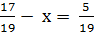 17/19 − x = 5/19